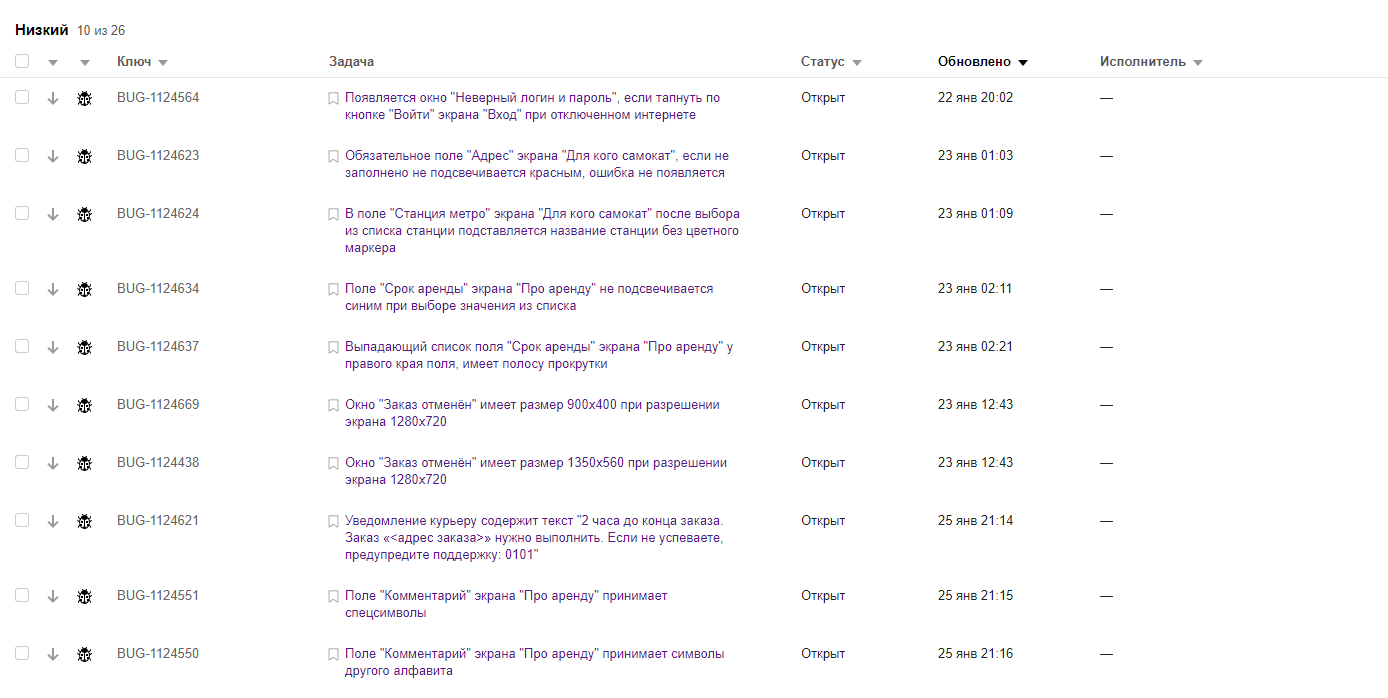 Низкий 10 из 26
Ключ Задача Статус Обновлено Исполнитель
BUG-1124564 Появляется окно "Неверный логин и пароль", если тапнуть по Открыт 22 янв 20:02 —
кнопке "Войти" экрана "Вход" при отключенном интернете
BUG-1124623 Обязательное поле "Адрес" экрана "Для кого самокат", если не Открыт 23 янв 01:03 —
заполнено не подсвечивается красным, ошибка не появляется
BUG-1124624 В поле "Станция метро" экрана "Для кого самокат" после выбора Открыт 23 янв 01:09 —
из списка станции подставляется название станции без цветного
маркера
BUG-1124634 Поле "Срок аренды" экрана "Про аренду" не подсвечивается Открыт 23 янв 02:11 —
синим при выборе значения из списка
BUG-1124637 Выпадающий список поля "Срок аренды" экрана "Про аренду" у Открыт 23 янв 02:21 —
правого края поля, имеет полосу прокрутки
BUG-1124669 Окно "Заказ отменён" имеет размер 900x400 при разрешении Открыт 23 янв 12:43 —
экрана 1280x720
BUG-1124438 Окно "Заказ отменён" имеет размер 1350x560 при разрешении Открыт 23 янв 12:43 —
экрана 1280x720
BUG-1124621 Уведомление курьеру содержит текст "2 часа до конца заказа. Открыт 25 янв 21:14 —
Заказ «<адрес заказа>» нужно выполнить. Если не успеваете,
предупредите поддержку: 0101"
BUG-1124551 Поле "Комментарий" экрана "Про аренду" принимает Открыт 25 янв 21:15 —
спецсимволы
BUG-1124550 Поле "Комментарий" экрана "Про аренду" принимает символы Открыт 25 янв 21:16 —
другого алфавита